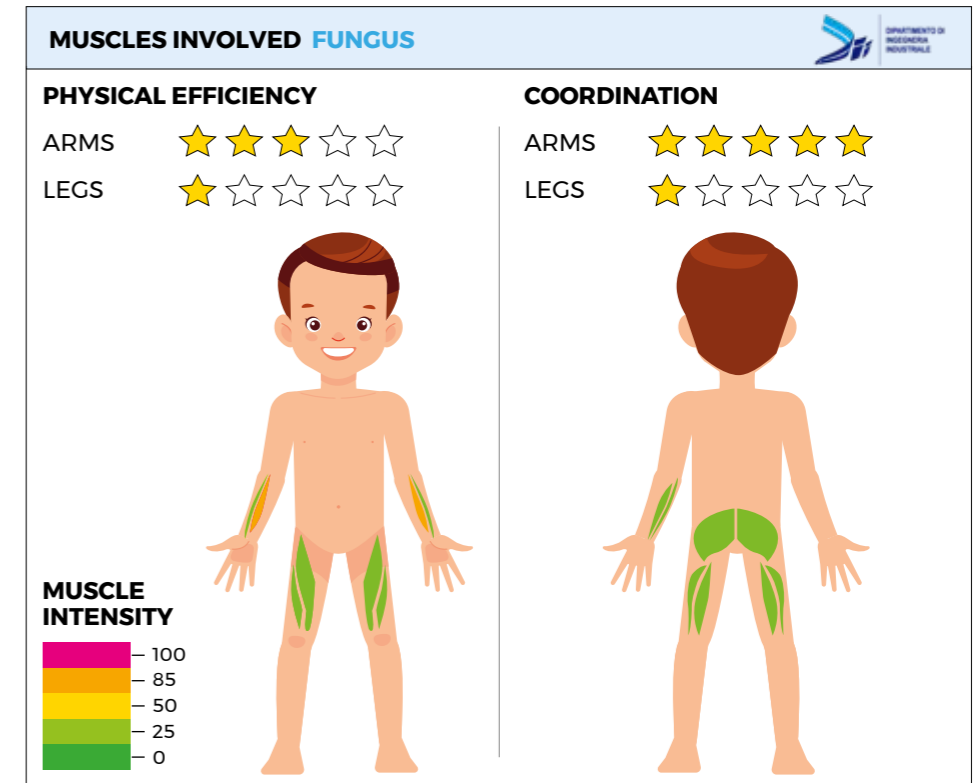 MUSCLES INVOLVED FUNGUS
DIPARTIMENTO DI
INGEGNERIA
INDUSTRIALE
PHYSICAL EFFICIENCY
ARMS
LEGS
COORDINATION
ARMS
LEGS
MUSCLE
INTENSITY
100
85
50
25
0